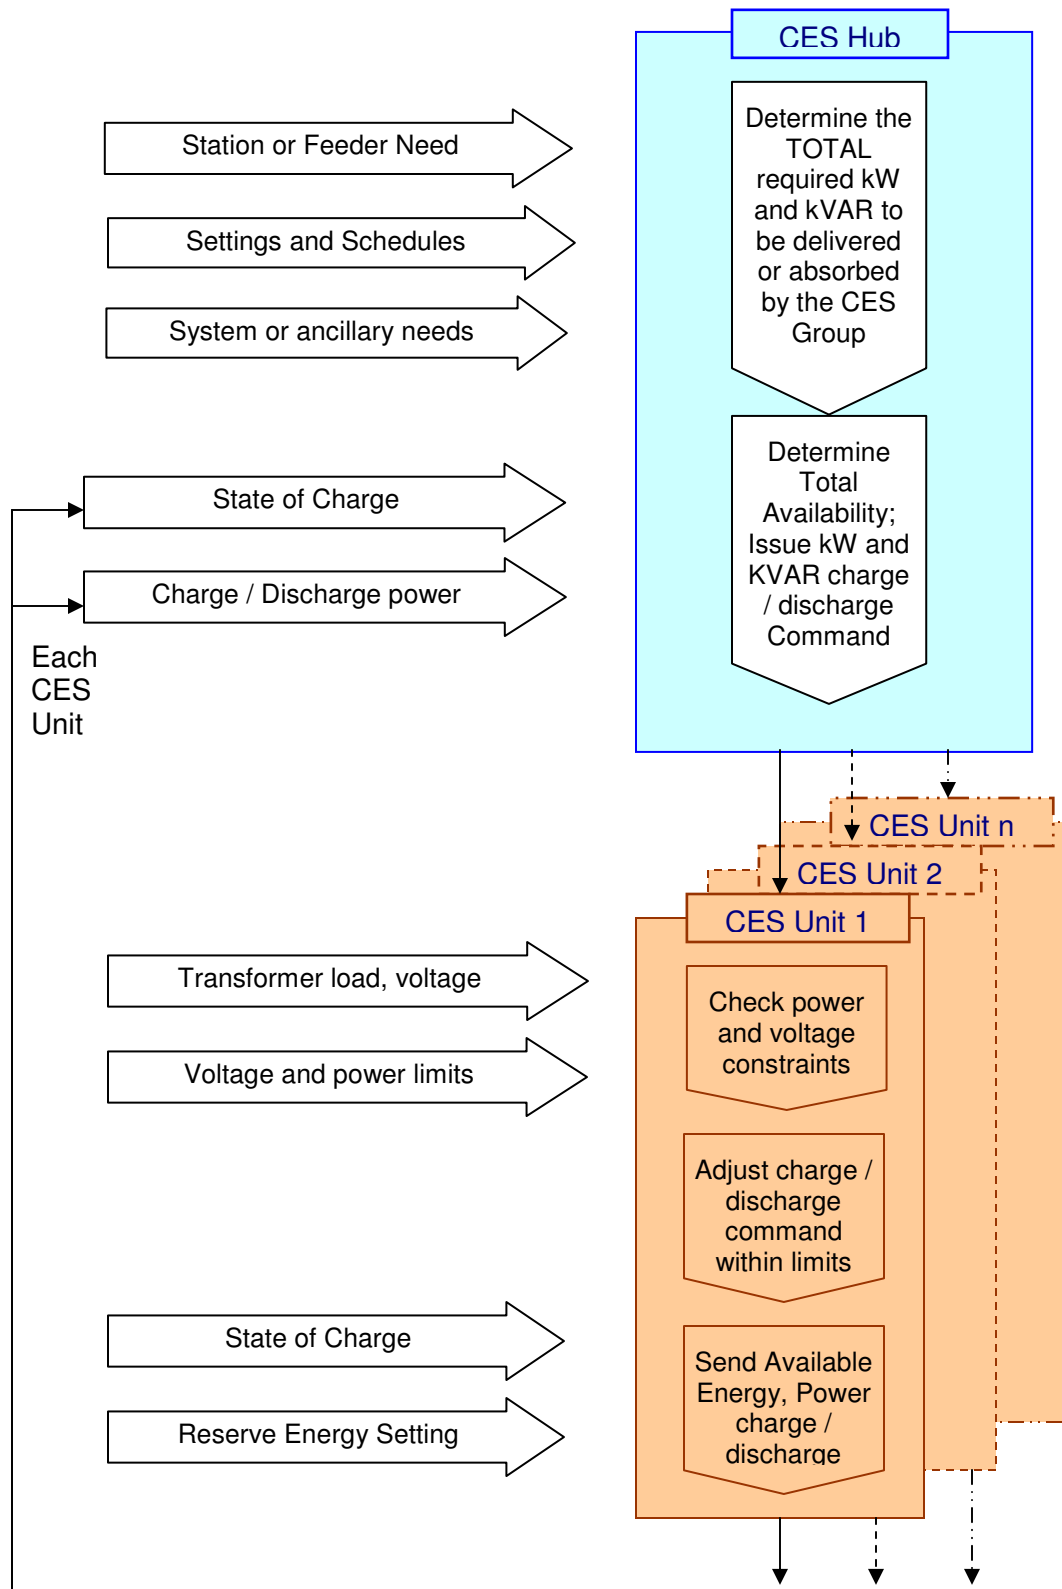 CES Hub
Station or Feeder Need
Settings and Schedules
System or ancillary needs
Determine the
TOTAL
required kW
and kVAR to
be delivered
or absorbed
by the CES
Group
State of Charge
Charge / Discharge power
Each
CES
Unit
Determine
Total
Availability;
Issue kW and
KVAR charge
/ discharge
Command
CES Unit n
CES Unit 2
CES Unit 1
Transformer load, voltage
Voltage and power limits
Check power
and voltage
constraints
Adjust charge /
discharge
command
within limits
State of Charge
Reserve Energy Setting
Send Available
Energy, Power
charge /
discharge